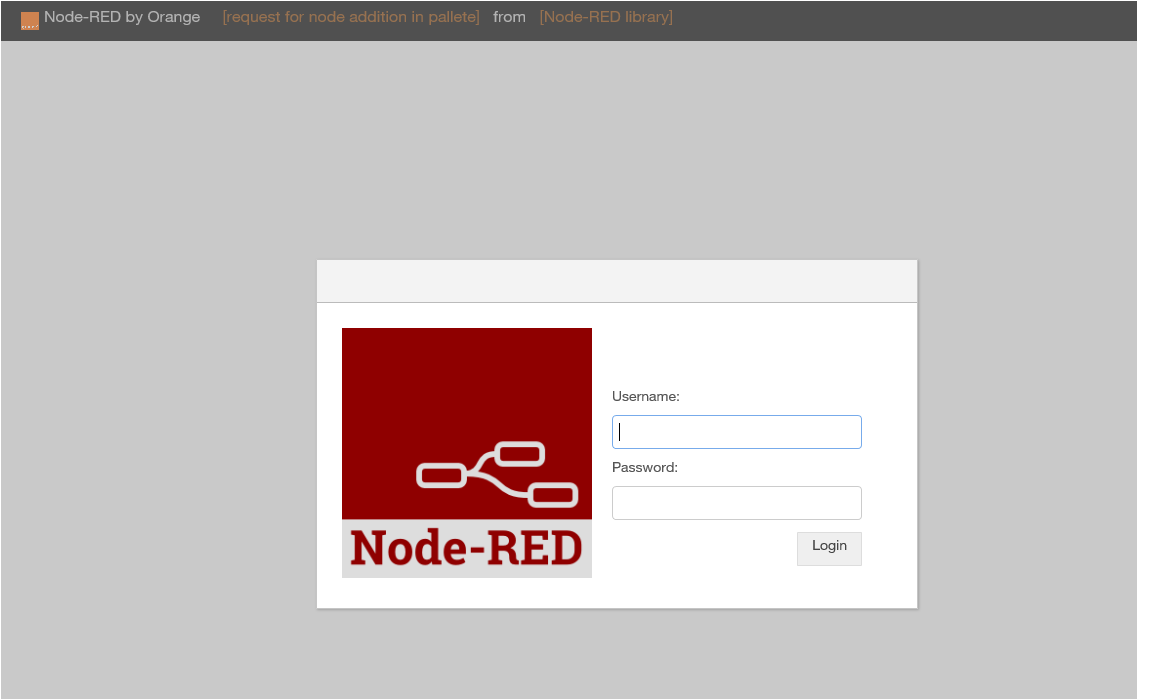 Node-RED by Orange [request for node addition in pallete] from [Node-RED library]
Username:
Password:
Login
Node-RED